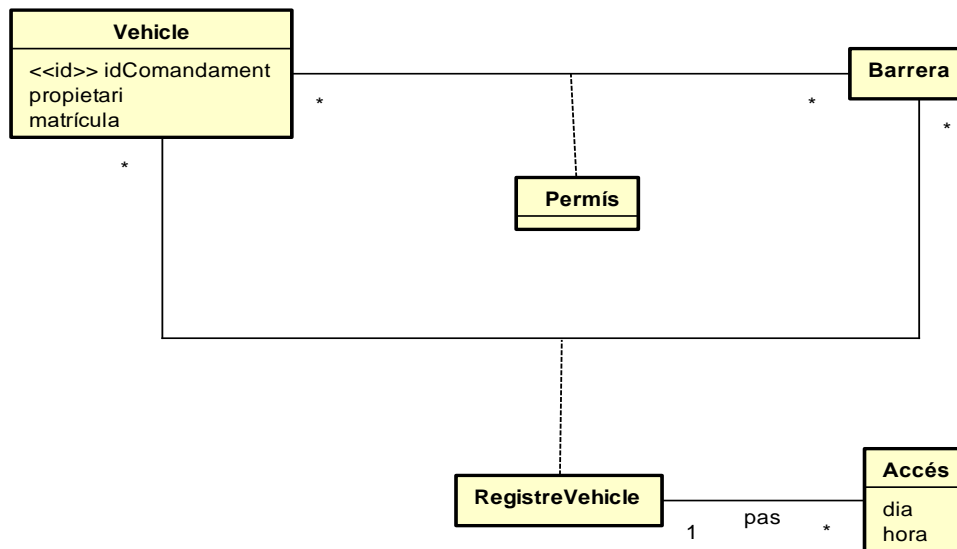 Vehicle
<<id>> idComandament
propietari
matrícula
Barrera
*
*
*
*
Permís
RegistreVehicle
1
pas
*
Accés
dia
hora